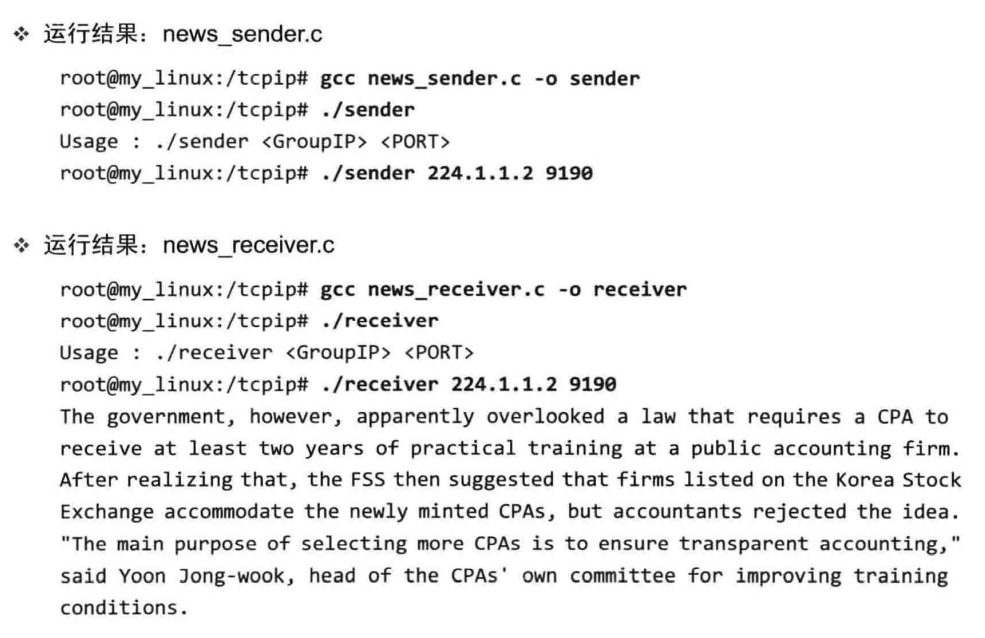 ❖ 运行结果：news_sender.c
root@my_linux:/tcpip# gcc news_sender.c -o sender
root@my_linux:/tcpip# ./sender
Usage : ./sender <GroupIP> <PORT>
root@my_linux:/tcpip# ./sender 224.1.1.2 9190
❖ 运行结果：news_receiver.c
root@my_linux:/tcpip# gcc news_receiver.c -o receiver
root@my_linux:/tcpip# ./receiver
Usage : ./receiver <GroupIP> <PORT>
root@my_linux:/tcpip# ./receiver 224.1.1.2 9190
The government, however, apparently overlooked a law that requires a CPA to
receive at least two years of practical training at a public accounting firm.
After realizing that, the FSS then suggested that firms listed on the Korea Stock
Exchange accommodate the newly minted CPAs, but accountants rejected the idea.
"The main purpose of selecting more CPAs is to ensure transparent accounting,"
said Yoon Jong-wook, head of the CPAs' own committee for improving training
conditions.